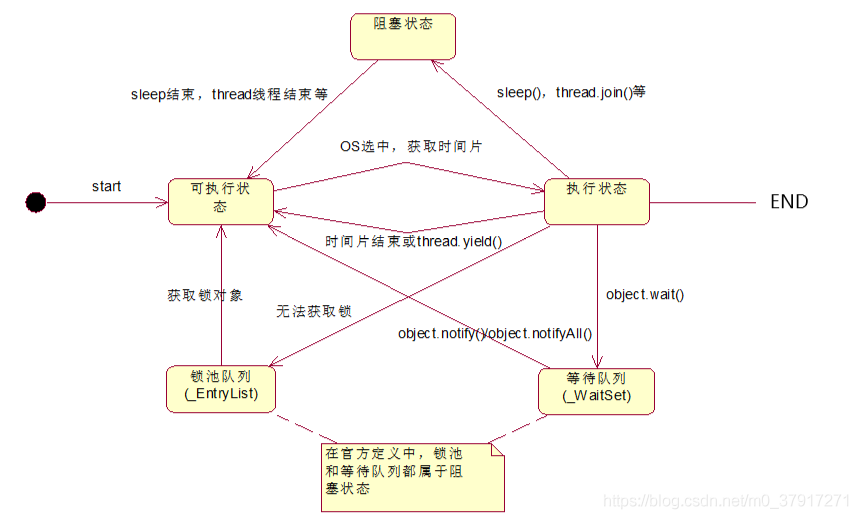 阻塞状态
sleep结束，thread线程结束等
sleep()，thread.join()等
OS选中，获取时间片
start
可执行状
态
执行状态
END
时间片结束或thread.yield()
获取锁对象
无法获取锁
object.wait()
object.notify()/object.notifyAll()
锁池队列
(_EntryList)
等待队列
(_WaitSet)
在官方定义中，锁池
和等待队列都属于阻
塞状态
https://blog.csdn.net/m0_37917271